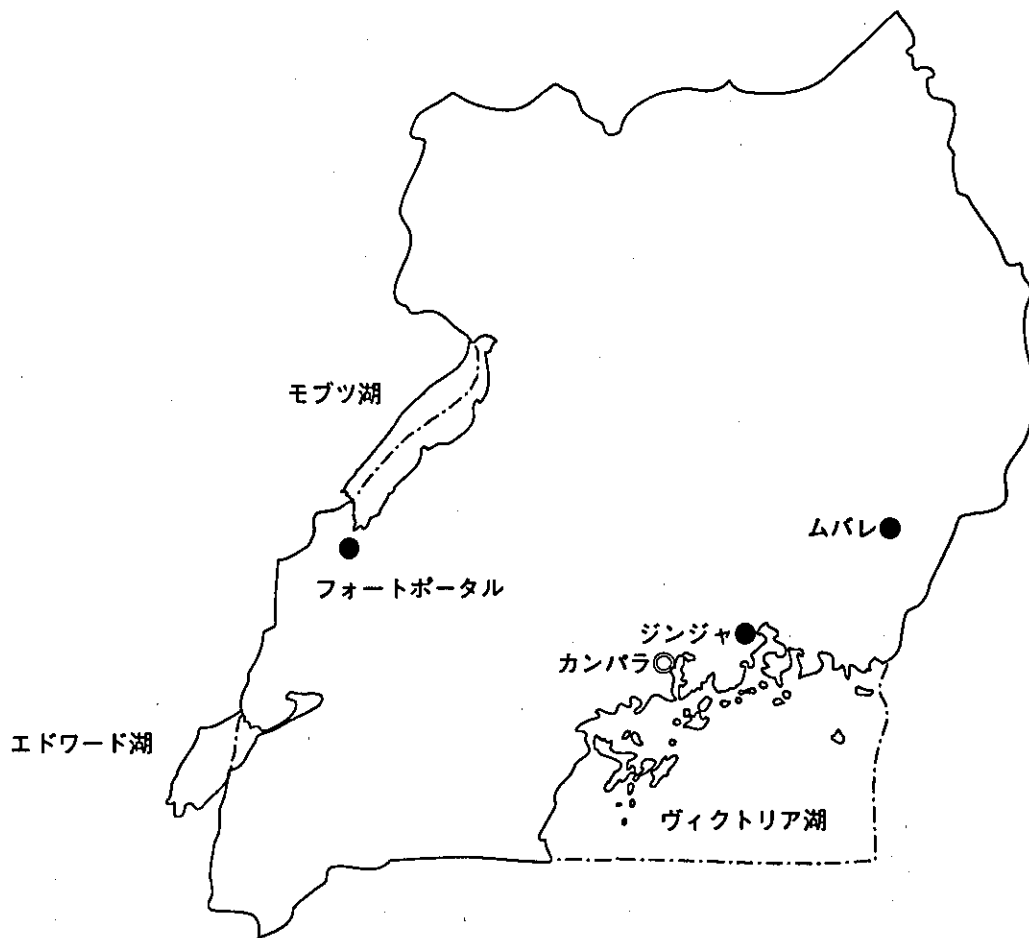 モブツ湖
ムバレ
フォートポータル
ジンジャ
カンパラ
エドワード湖
ヴィクトリア湖